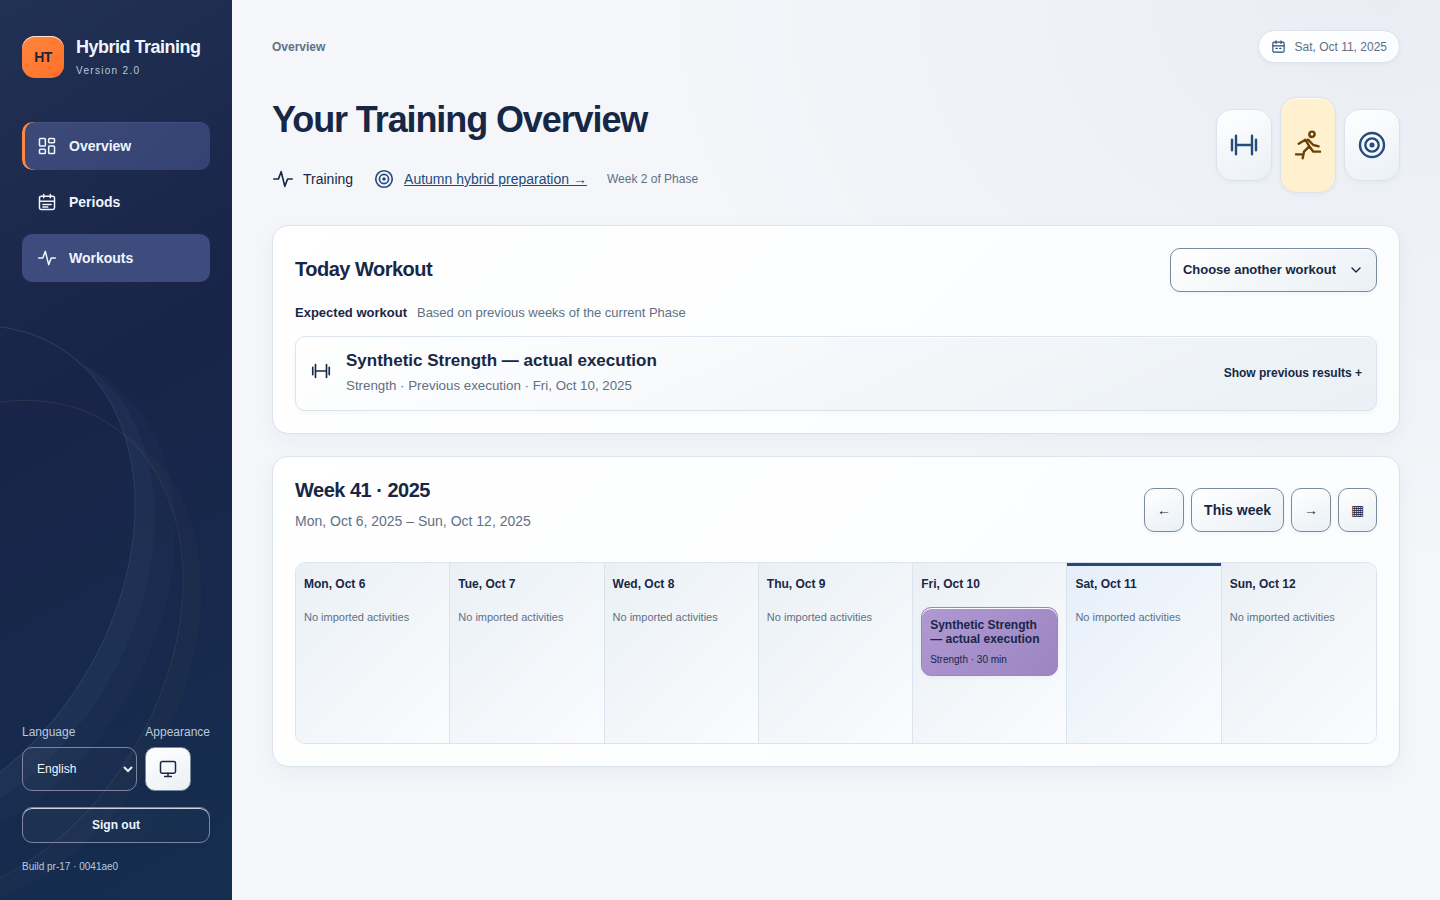 HT
Hybrid Training
Version 2.0
Overview
Periods
Workouts
Language
Appearance
English
Sign out
Build pr-17 · 0041ae0
Overview
Sat, Oct 11, 2025
Your Training Overview
Training
Autumn hybrid preparation →
Week 2 of Phase
Today Workout
Choose another workout
Expected workout
Based on previous weeks of the current Phase
Synthetic Strength — actual execution
Strength · Previous execution · Fri, Oct 10, 2025
Show previous results +
Week 41 · 2025
Mon, Oct 6, 2025 – Sun, Oct 12, 2025
←
This week
→
Mon, Oct 6
No imported activities
Tue, Oct 7
No imported activities
Wed, Oct 8
No imported activities
Thu, Oct 9
No imported activities
Fri, Oct 10
Synthetic Strength
— actual execution
Strength · 30 min
Sat, Oct 11
No imported activities
Sun, Oct 12
No imported activities